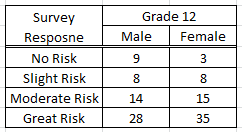 Survey Grade 12
Resposne Male Female
No Risk 9 3
Slight Risk 8 8
Moderate Risk 14 15
Great Risk 28 35